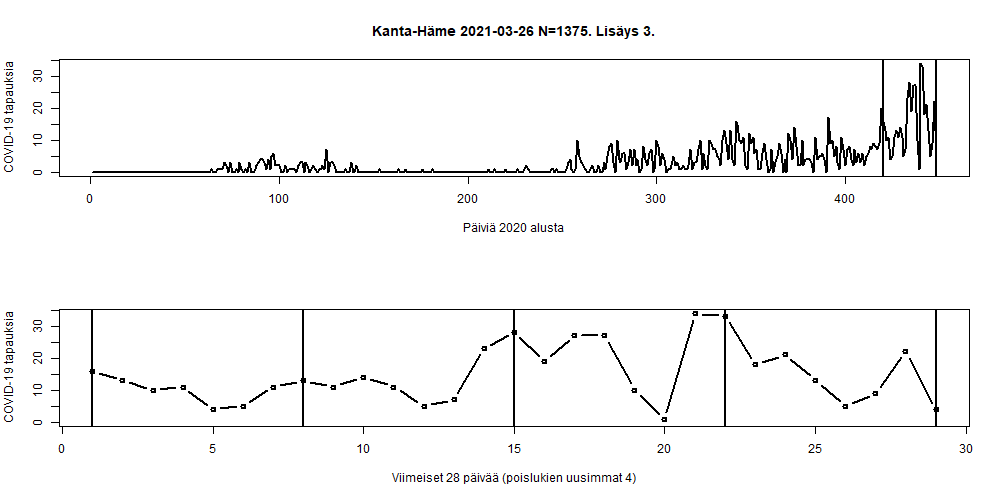 Kanta-Häme 2021-03-26 N=1375. Lisäys 3.
COVID-19 tapauksia
0 10 20 30
0 100 200 300 400
Päiviä 2020 alusta
COVID-19 tapauksia
0 10 20 30
0 5 10 15 20 25 30
Viimeiset 28 päivää (poislukien uusimmat 4)